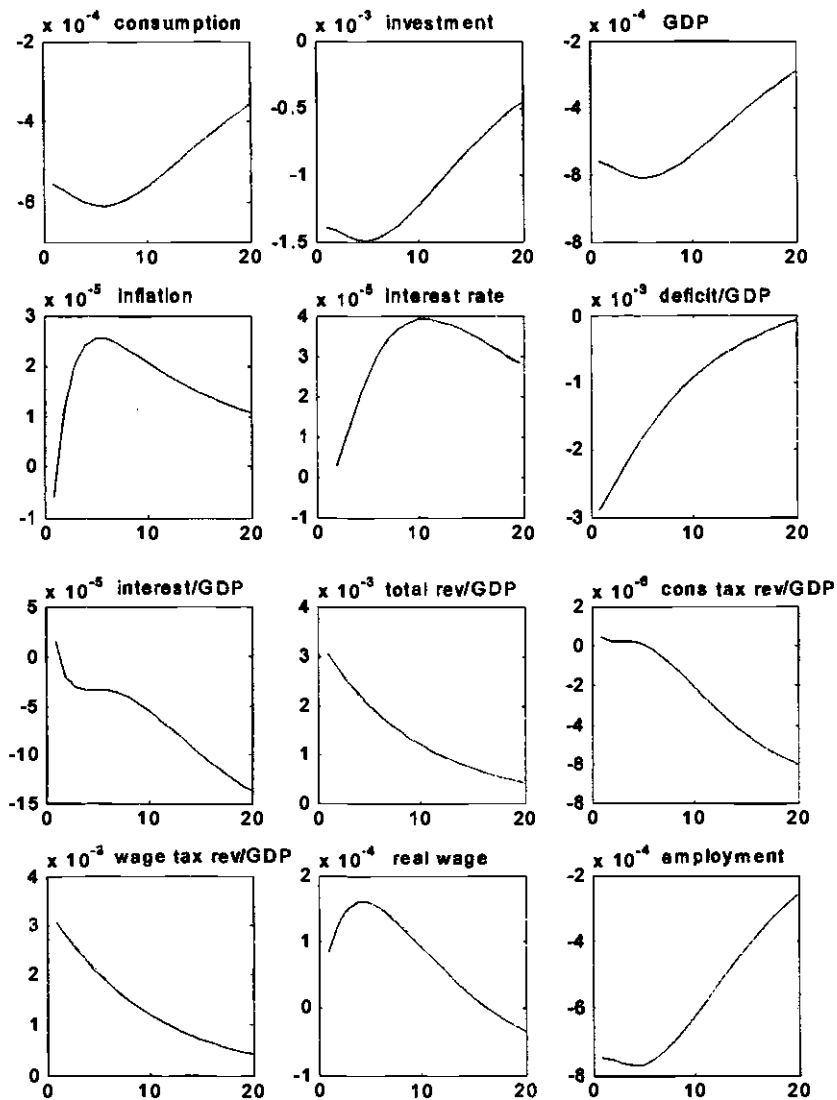 x 10^-4 consumption
-2
-4
-6
0 10 20
x 10^-3 investment
0
-0.5
-1
-1.5
0 10 20
x 10^-4 GDP
-2
-4
-6
-8
0 10 20
x 10^-5 inflation
3
2
1
0
-1
0 10 20
x 10^-5 interest rate
4
3
2
1
0
-1
0 10 20
x 10^-3 deficit/GDP
0
-1
-2
-3
0 10 20
x 10^-5 interest/GDP
5
0
-5
-10
-15
0 10 20
x 10^-3 total rev/GDP
4
3
2
1
0
0 10 20
x 10^-6 cons tax rev/GDP
2
0
-2
-4
-6
-8
0 10 20
x 10^-3 wage tax rev/GDP
4
3
2
1
0
0 10 20
x 10^-4 real wage
2
1
0
-1
0 10 20
x 10^-4 employment
-2
-4
-6
-8
0 10 20